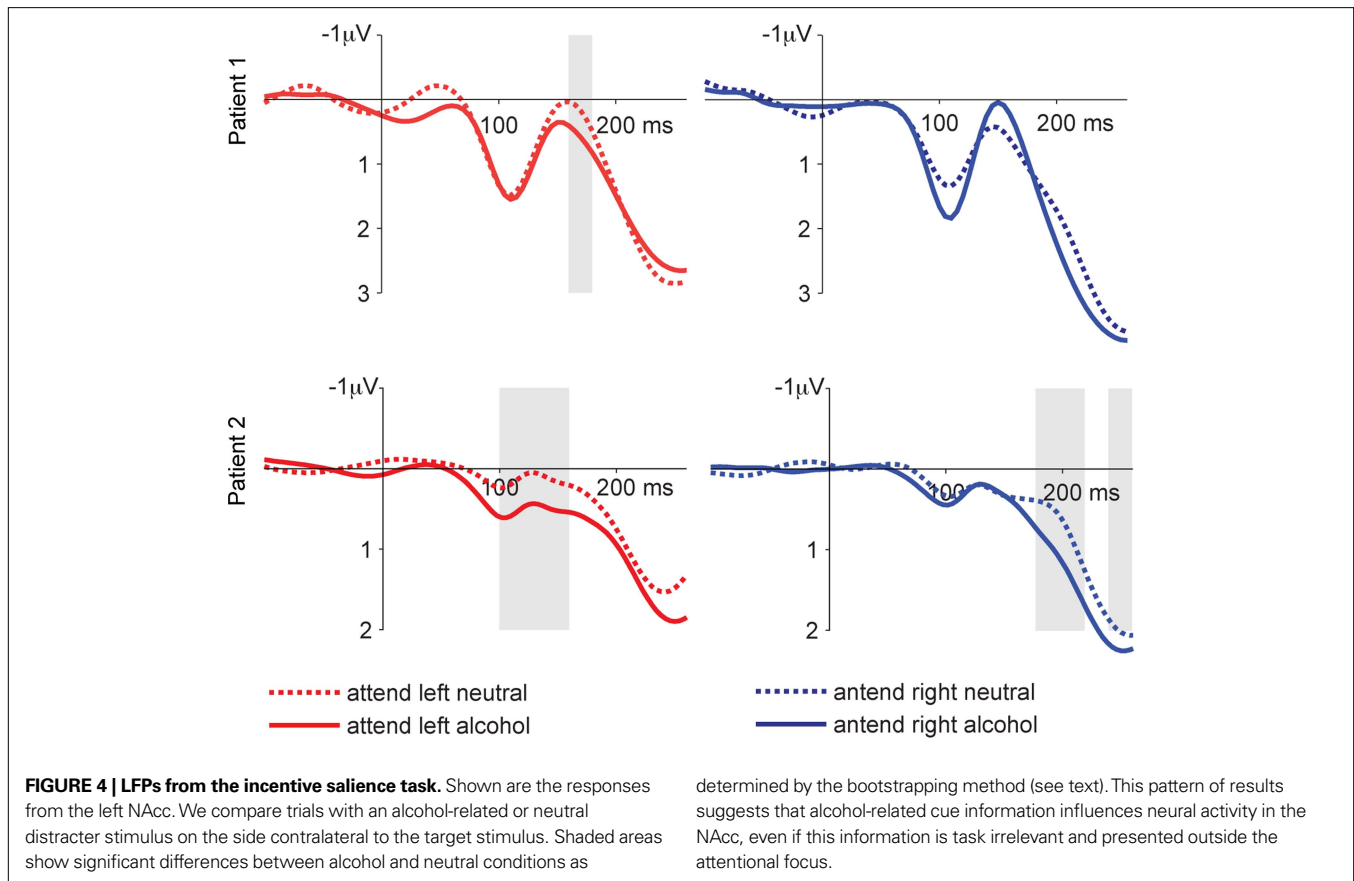 Patient 1
-1µV
100
200 ms
1
2
3
-1µV
100
200 ms
1
2
3
Patient 2
-1µV
100
200 ms
1
2
-1µV
100
200 ms
1
2
attend left neutral
attend left alcohol
antend right neutral
antend right alcohol
FIGURE 4 | LFPs from the incentive salience task. Shown are the responses
from the left NAcc. We compare trials with an alcohol-related or neutral
distracter stimulus on the side contralateral to the target stimulus. Shaded areas
show significant differences between alcohol and neutral conditions as
determined by the bootstrapping method (see text). This pattern of results
suggests that alcohol-related cue information influences neural activity in the
NAcc, even if this information is task irrelevant and presented outside the
attentional focus.